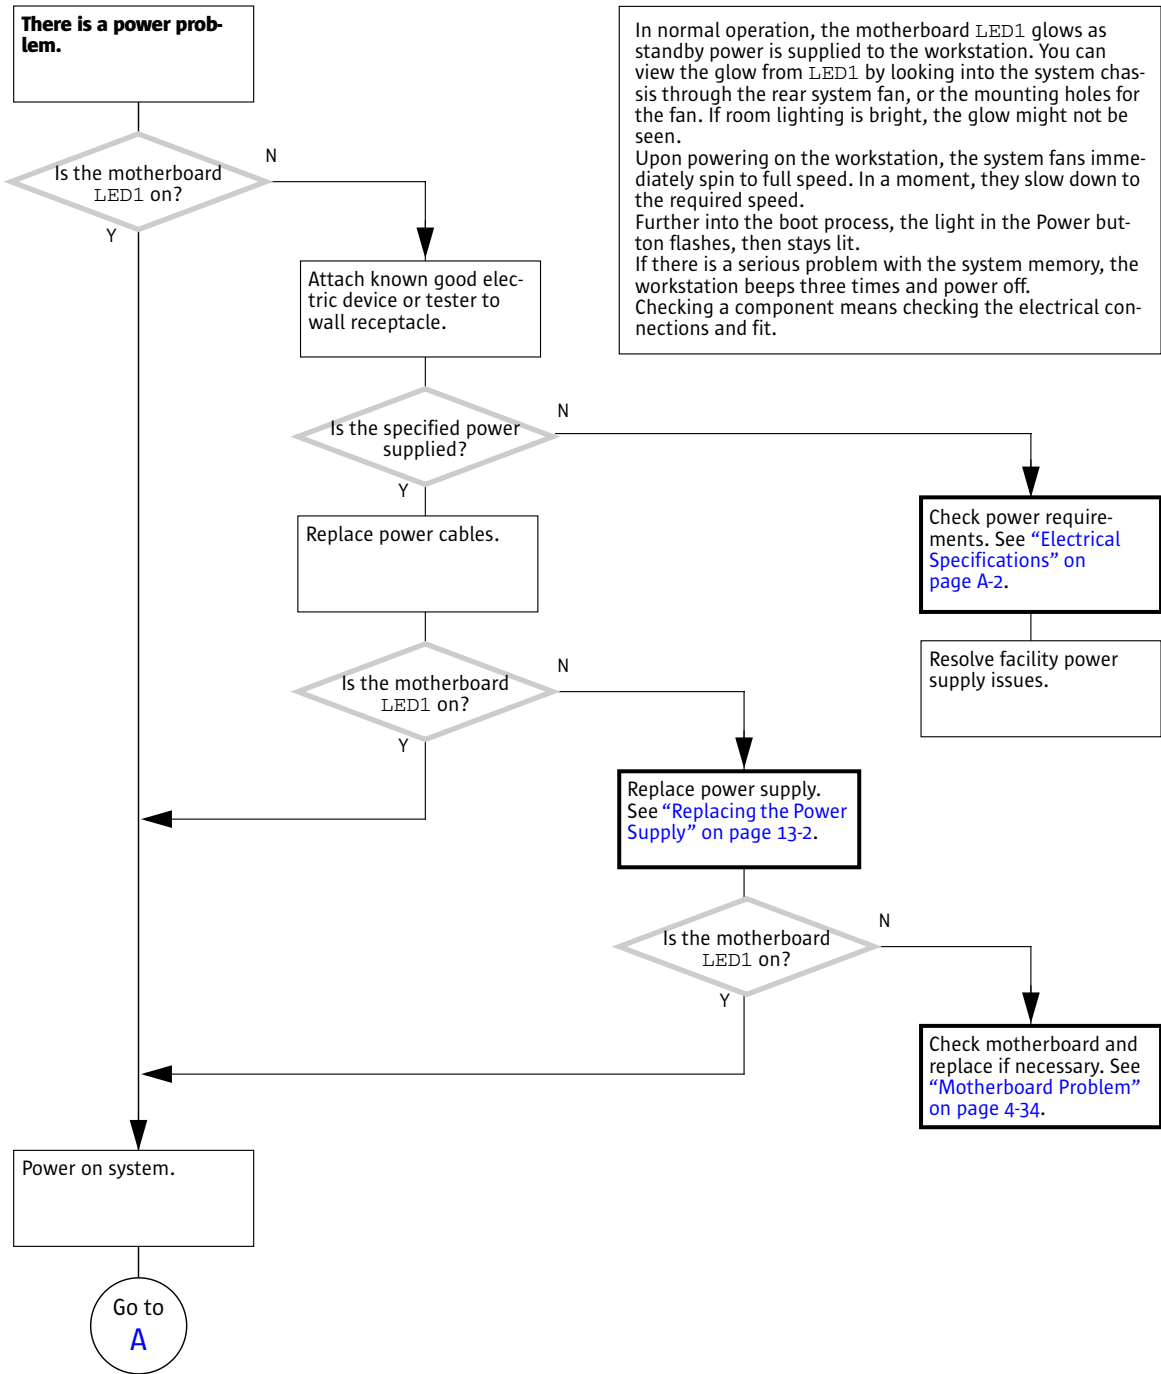 There is a power prob-
lem.
In normal operation, the motherboard LED1 glows as
standby power is supplied to the workstation. You can
view the glow from LED1 by looking into the system chas-
sis through the rear system fan, or the mounting holes for
the fan. If room lighting is bright, the glow might not be
seen.
Upon powering on the workstation, the system fans imme-
diately spin to full speed. In a moment, they slow down to
the required speed.
Further into the boot process, the light in the Power but-
ton flashes, then stays lit.
If there is a serious problem with the system memory, the
workstation beeps three times and power off.
Checking a component means checking the electrical con-
nections and fit.
Is the motherboard
LED1 on?
N
Y
Attach known good elec-
tric device or tester to
wall receptacle.
Is the specified power
supplied?
N
Y
Check power require-
ments. See “Electrical
Specifications” on
page A-2.
Resolve facility power
supply issues.
Replace power cables.
Is the motherboard
LED1 on?
N
Y
Replace power supply.
See “Replacing the Power
Supply” on page 13-2.
Is the motherboard
LED1 on?
N
Y
Check motherboard and
replace if necessary. See
“Motherboard Problem”
on page 4-34.
Power on system.
Go to
A